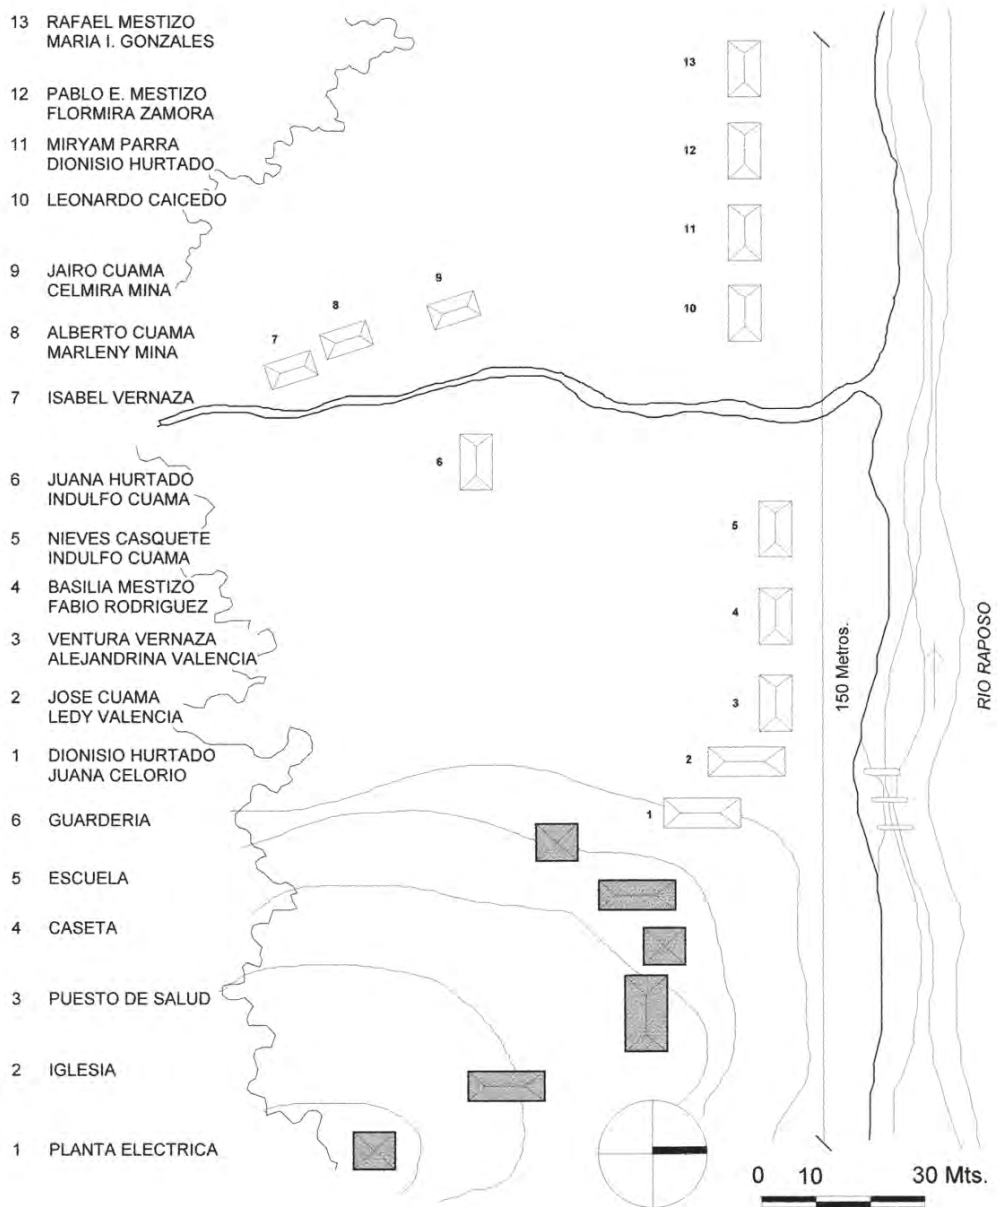 13 RAFAEL MESTIZO
MARIA I. GONZALES
12 PABLO E. MESTIZO
FLORMIRA ZAMORA
11 MIRYAM PARRA
DIONISIO HURTADO
10 LEONARDO CAICEDO
9 JAIRO CUAMA
CELMIRA MINA
8 ALBERTO CUAMA
MARLENY MINA
7 ISABEL VERNAZA
6 JUANA HURTADO
INDULFO CUAMA
5 NIEVES CASQUETE
INDULFO CUAMA
4 BASILIA MESTIZO
FABIO RODRIGUEZ
3 VENTURA VERNAZA
ALEJANDRINA VALENCIA
2 JOSE CUAMA
LEDY VALENCIA
1 DIONISIO HURTADO
JUANA CELORIO
6 GUARDERIA
5 ESCUELA
4 CASETA
3 PUESTO DE SALUD
2 IGLESIA
1 PLANTA ELECTRICA
13
12
11
10
9
8
7
6
5
4
3
2
1
150 Metros.
RIO RAPOSO
0 10 30 Mts.